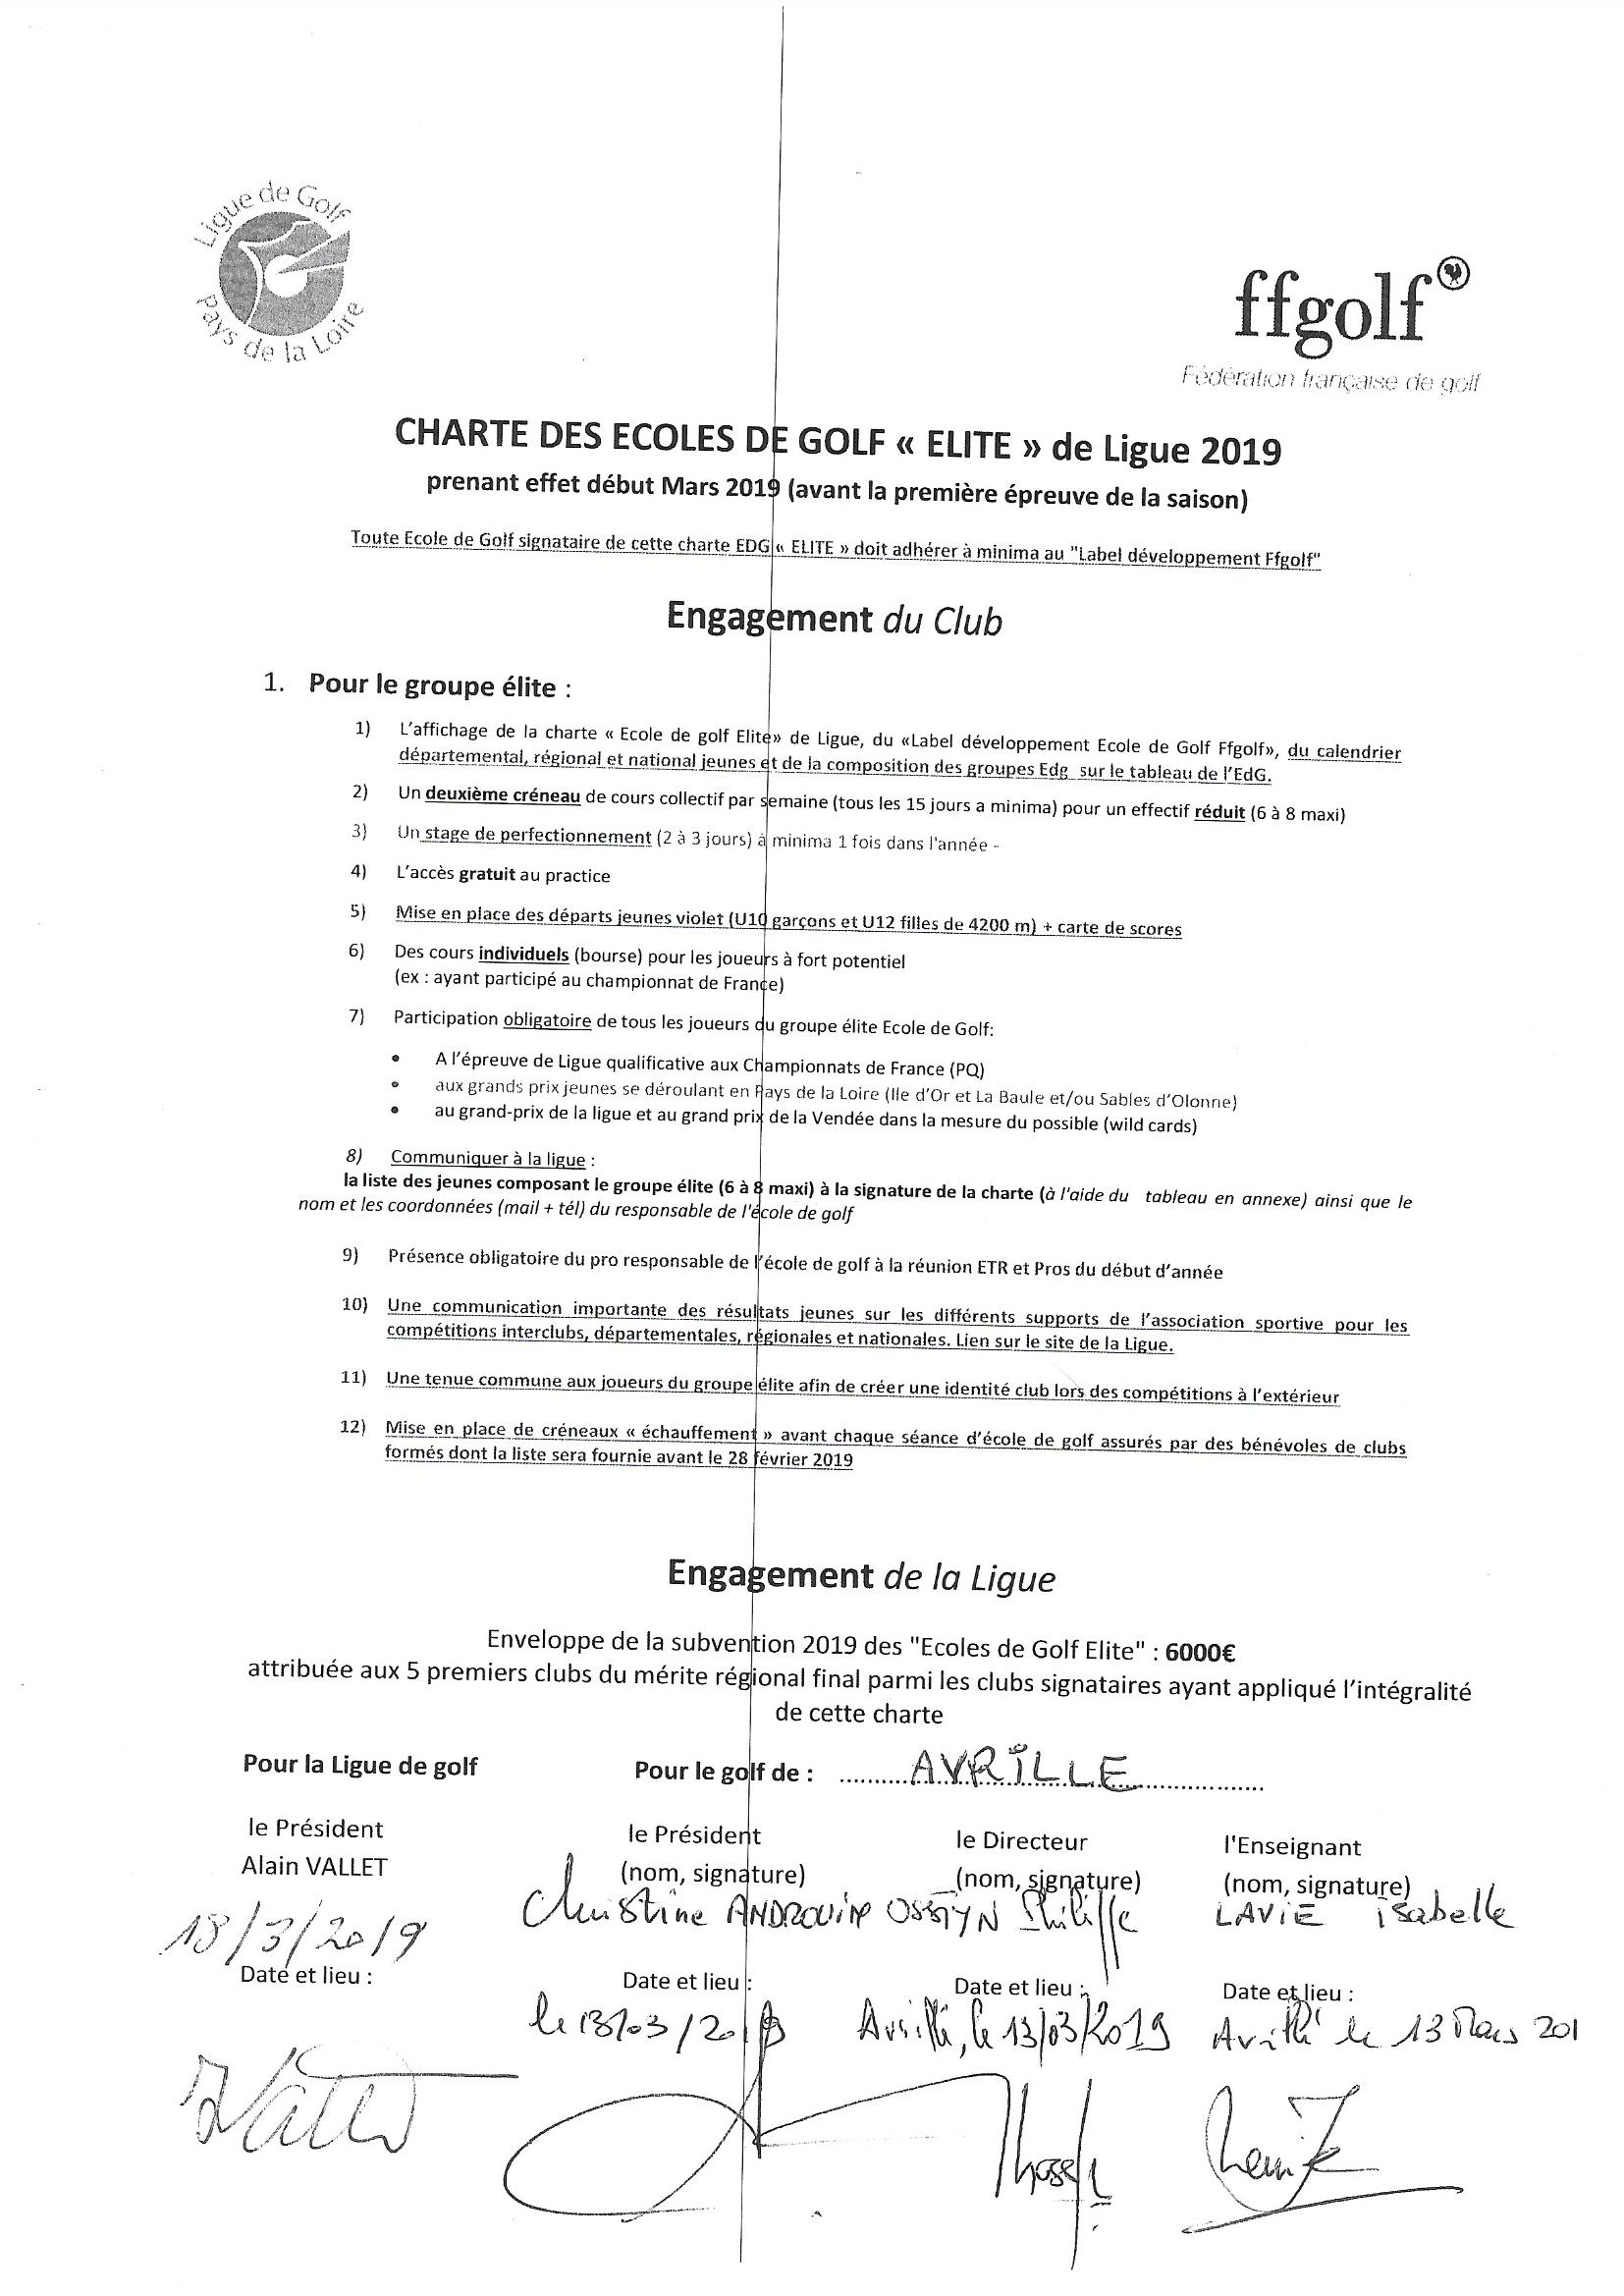 Ligue de Golf
Pays de la Loire
ffgolf
Fédération française de golf
CHARTE DES ECOLES DE GOLF « ELITE » de Ligue 2019
prenant effet début Mars 2019 (avant la première épreuve de la saison)
Toute Ecole de Golf signataire de cette charte EDG « ELITE » doit adhérer à minima au "Label développement Ffgolf"
Engagement du Club
1. Pour le groupe élite :
1) L'affichage de la charte « Ecole de golf Elite» de Ligue, du «Label développement Ecole de Golf Ffgolf», du calendrier
départemental, régional et national jeunes et de la composition des groupes Edg sur le tableau de l'EdG.
2) Un deuxième créneau de cours collectif par semaine (tous les 15 jours a minima) pour un effectif réduit (6 à 8 maxi)
3) Un stage de perfectionnement (2 à 3 jours) à minima 1 fois dans l'année -
4) L'accès gratuit au practice
5) Mise en place des départs jeunes violet (U10 garçons et U12 filles de 4200 m) + carte de scores
6) Des cours individuels (bourse) pour les joueurs à fort potentiel
(ex : ayant participé au championnat de France)
7) Participation obligatoire de tous les joueurs du groupe élite Ecole de Golf:
• A l'épreuve de Ligue qualificative aux Championnats de France (PQ)
• aux grands prix jeunes se déroulant en Pays de la Loire (Ile d'Or et La Baule et/ou Sables d'Olonne)
• au grand-prix de la ligue et au grand prix de la Vendée dans la mesure du possible (wild cards)
8) Communiquer à la ligue :
la liste des jeunes composant le groupe élite (6 à 8 maxi) à la signature de la charte (à l'aide du tableau en annexe) ainsi que le
nom et les coordonnées (mail + tél) du responsable de l'école de golf
9) Présence obligatoire du pro responsable de l'école de golf à la réunion ETR et Pros du début d'année
10) Une communication importante des résultats jeunes sur les différents supports de l'association sportive pour les
compétitions interclubs, départementales, régionales et nationales. Lien sur le site de la Ligue.
11) Une tenue commune aux joueurs du groupe élite afin de créer une identité club lors des compétitions à l'extérieur
12) Mise en place de créneaux « échauffement » avant chaque séance d'école de golf assurés par des bénévoles de clubs
formés dont la liste sera fournie avant le 28 février 2019
Engagement de la Ligue
Enveloppe de la subvention 2019 des "Ecoles de Golf Elite" : 6000€
attribuée aux 5 premiers clubs du mérite régional final parmi les clubs signataires ayant appliqué l'intégralité
de cette charte
Pour la Ligue de golf Pour le golf de : AVRILLE
le Président le Président le Directeur l'Enseignant
Alain VALLET (nom, signature) (nom, signature) (nom, signature)
18/3/2019 Christine ANDROUIN OSSTYN Philippe LAVIE isabelle
Date et lieu : Date et lieu : Date et lieu : Date et lieu :
le 13/03/2019 Avrillé, le 13/03/2019 Avrillé le 13 Mars 201